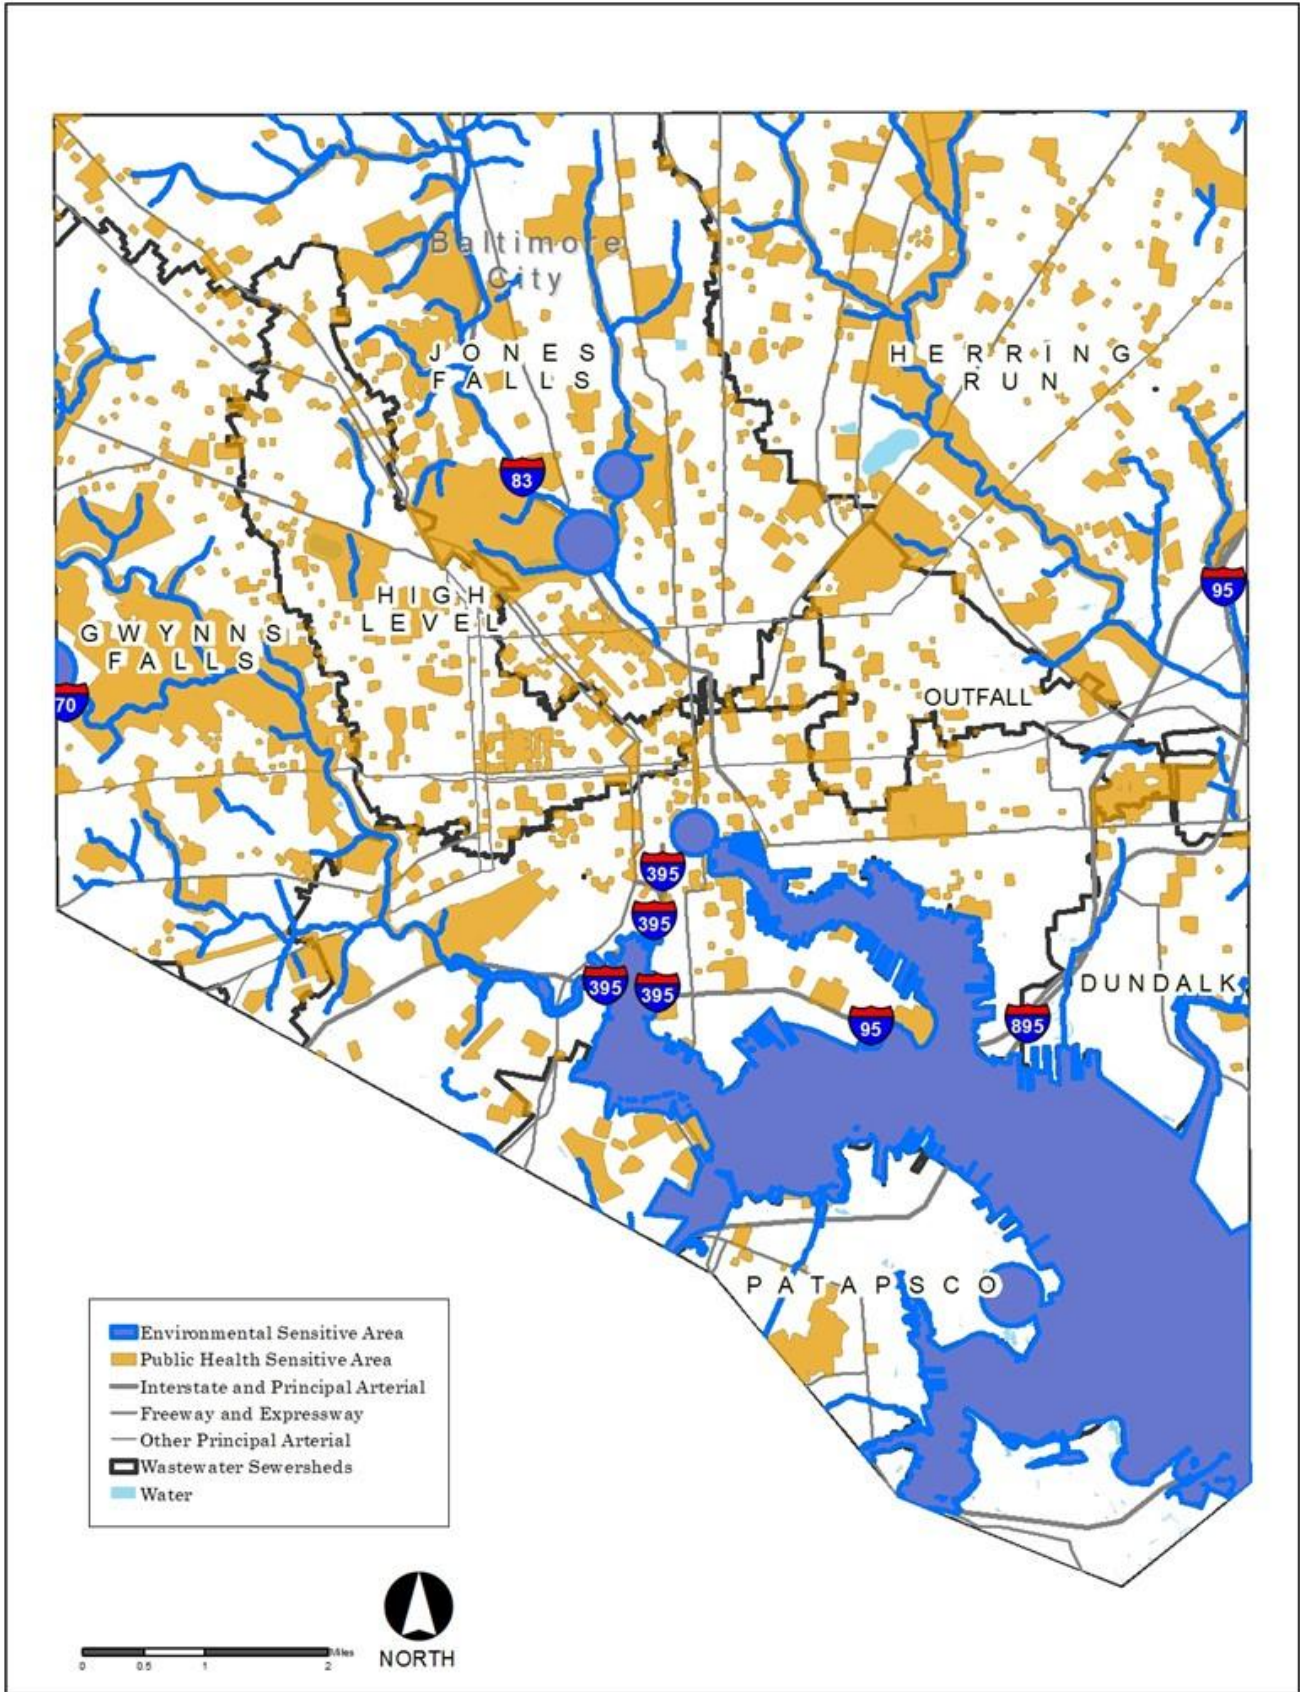 Baltimore
City
JONES
FALLS
HERRING
RUN
83
95
HIGH
LEVEL
GWYNNS
FALLS
70
OUTFALL
395
395
395
395
95
895
DUNDALK
PATAPSCO
Environmental Sensitive Area
Public Health Sensitive Area
Interstate and Principal Arterial
Freeway and Expressway
Other Principal Arterial
Wastewater Sewersheds
Water
Miles
0 0.5 1 2
NORTH